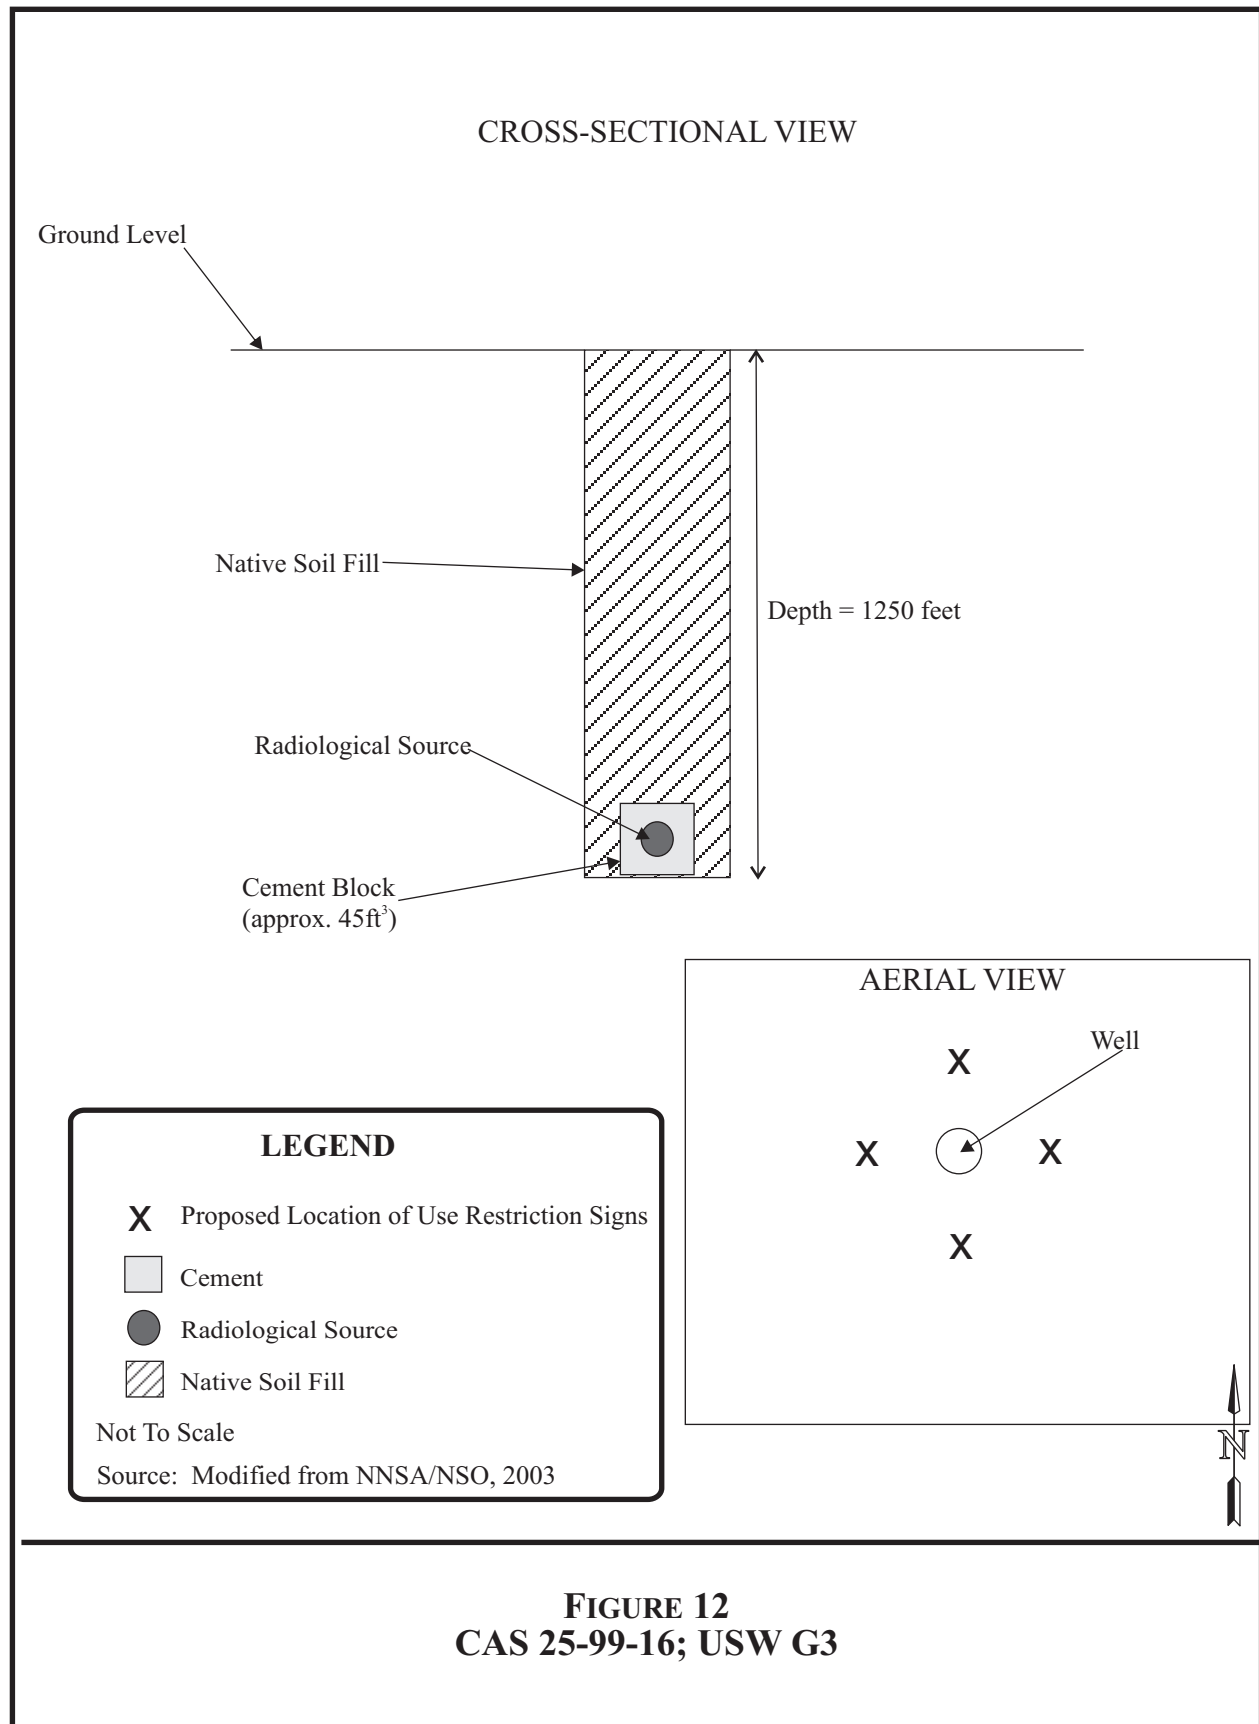 CROSS-SECTIONAL VIEW
Ground Level
Native Soil Fill
Depth = 1250 feet
Radiological Source
Cement Block
(approx. 45ft³)
AERIAL VIEW
Well
X
X
X
X
N
LEGEND
X Proposed Location of Use Restriction Signs
Cement
Radiological Source
Native Soil Fill
Not To Scale
Source: Modified from NNSA/NSO, 2003
FIGURE 12
CAS 25-99-16; USW G3